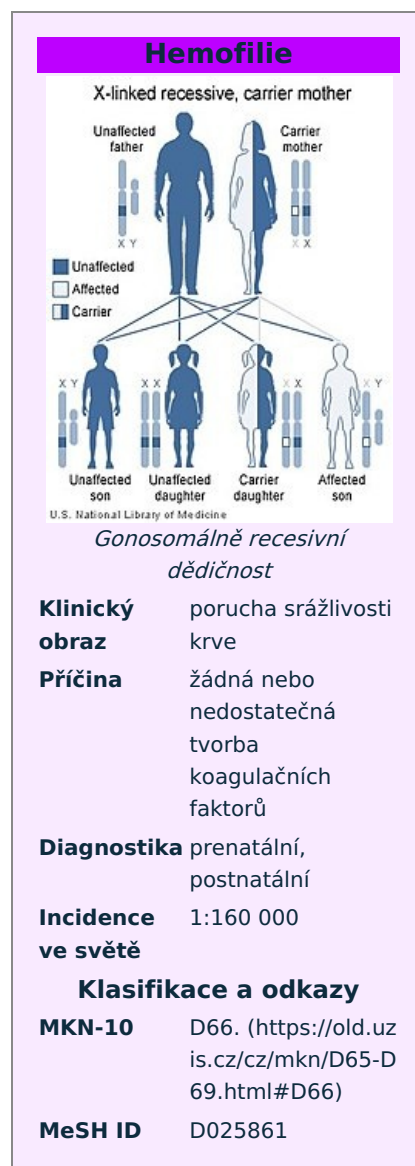 Hemofilie
X-linked recessive, carrier mother
Unaffected father
Carrier mother
X Y
X X
Unaffected
Affected
Carrier
X Y
X X
X X
X Y
Unaffected son
Unaffected daughter
Carrier daughter
Affected son
U.S. National Library of Medicine
Gonosomálně recesivní
dědičnost
Klinický porucha srážlivosti
obraz krve
Příčina žádná nebo
nedostatečná
tvorba
koagulačních
faktorů
Diagnostika prenatální,
postnatální
Incidence 1:160 000
ve světě
Klasifikace a odkazy
MKN-10 D66. (https://old.uz
is.cz/cz/mkn/D65-D
69.html#D66)
MeSH ID D025861